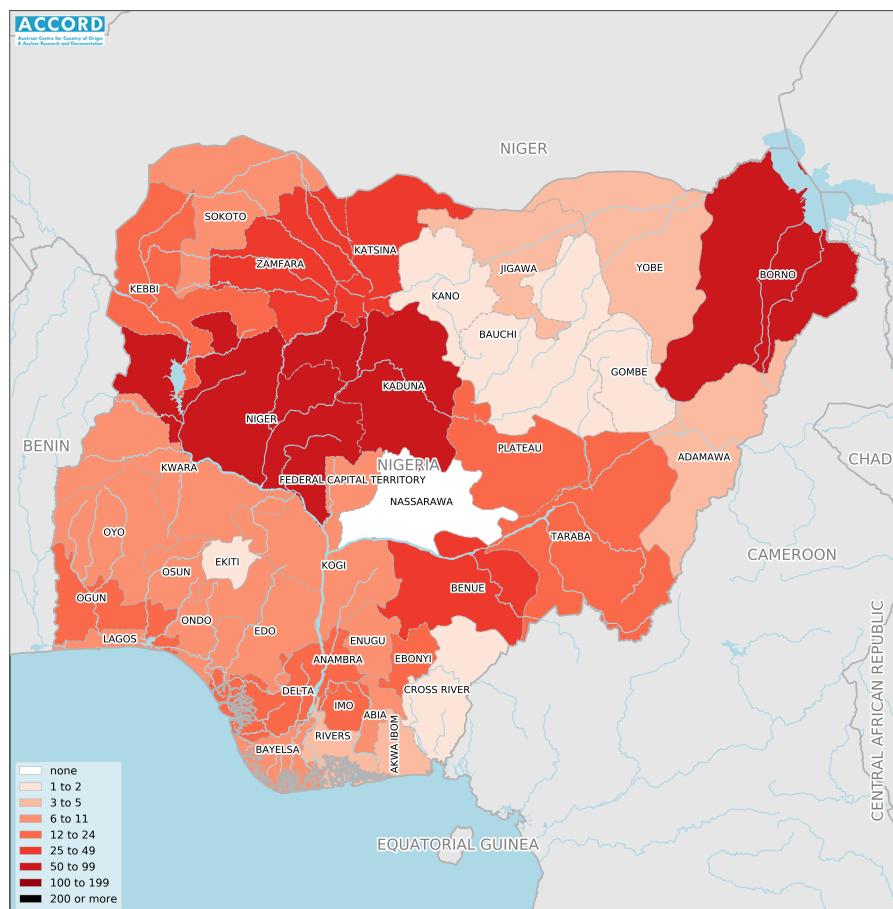 ACCORD
Austrian Centre for Country of Origin
& Asylum Research and Documentation
NIGER
SOKOTO
KATSINA
ZAMFARA
JIGAWA
YOBE
BORNO
KEBBI
KANO
BAUCHI
GOMBE
KADUNA
NIGER
BENIN
PLATEAU
ADAMAWA
CHAD
KWARA
NIGERIA
FEDERAL CAPITAL TERRITORY
NASSARAWA
OYO
TARABA
CAMEROON
EKITI
KOGI
OSUN
BENUE
OGUN
ONDO
EDO
LAGOS
ENUGU
ANAMBRA
EBONYI
DELTA
CROSS RIVER
IMO
ABIA
RIVERS
AKWA IBOM
BAYELSA
CENTRAL AFRICAN REPUBLIC
EQUATORIAL GUINEA
none
1 to 2
3 to 5
6 to 11
12 to 24
25 to 49
50 to 99
100 to 199
200 or more